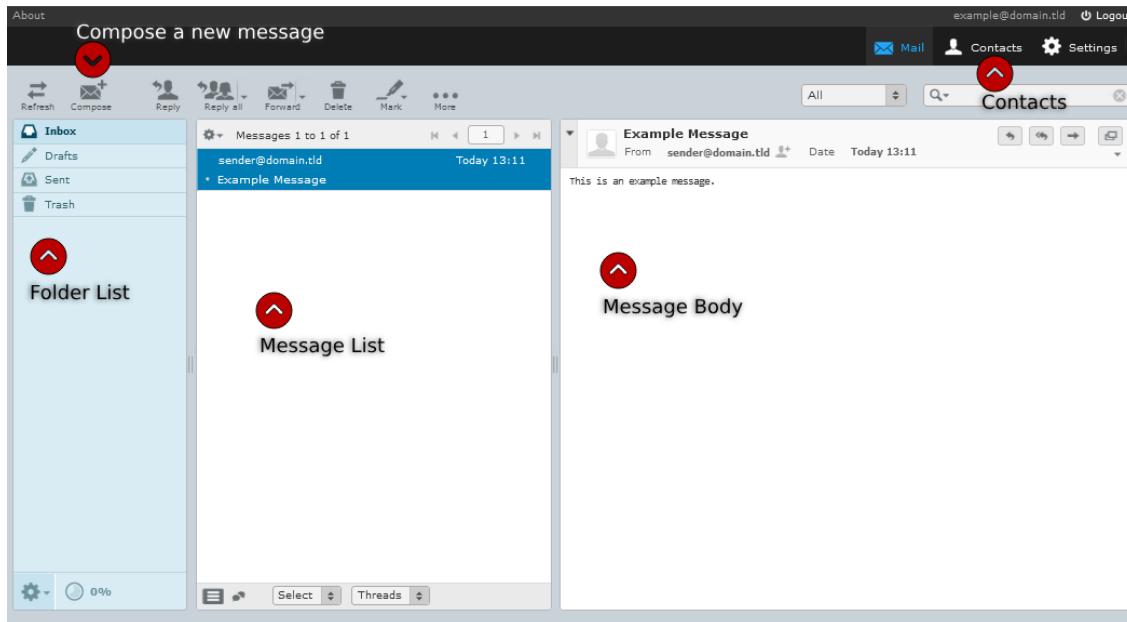 About
example@domain.tld Logou
Compose a new message
Mail Contacts Settings
Refresh Compose Reply Reply all Forward Delete Mark More
All
Contacts
Inbox
Drafts
Sent
Trash
Folder List
0%
Messages 1 to 1 of 1 1
sender@domain.tld Today 13:11
• Example Message
Message List
Select Threads
Example Message
From sender@domain.tld Date Today 13:11
This is an example message.
Message Body